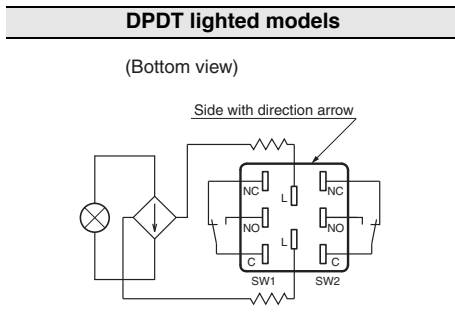 DPDT lighted models
(Bottom view)
Side with direction arrow
NC
L
NC
NO
L
NO
C
C
SW1
SW2